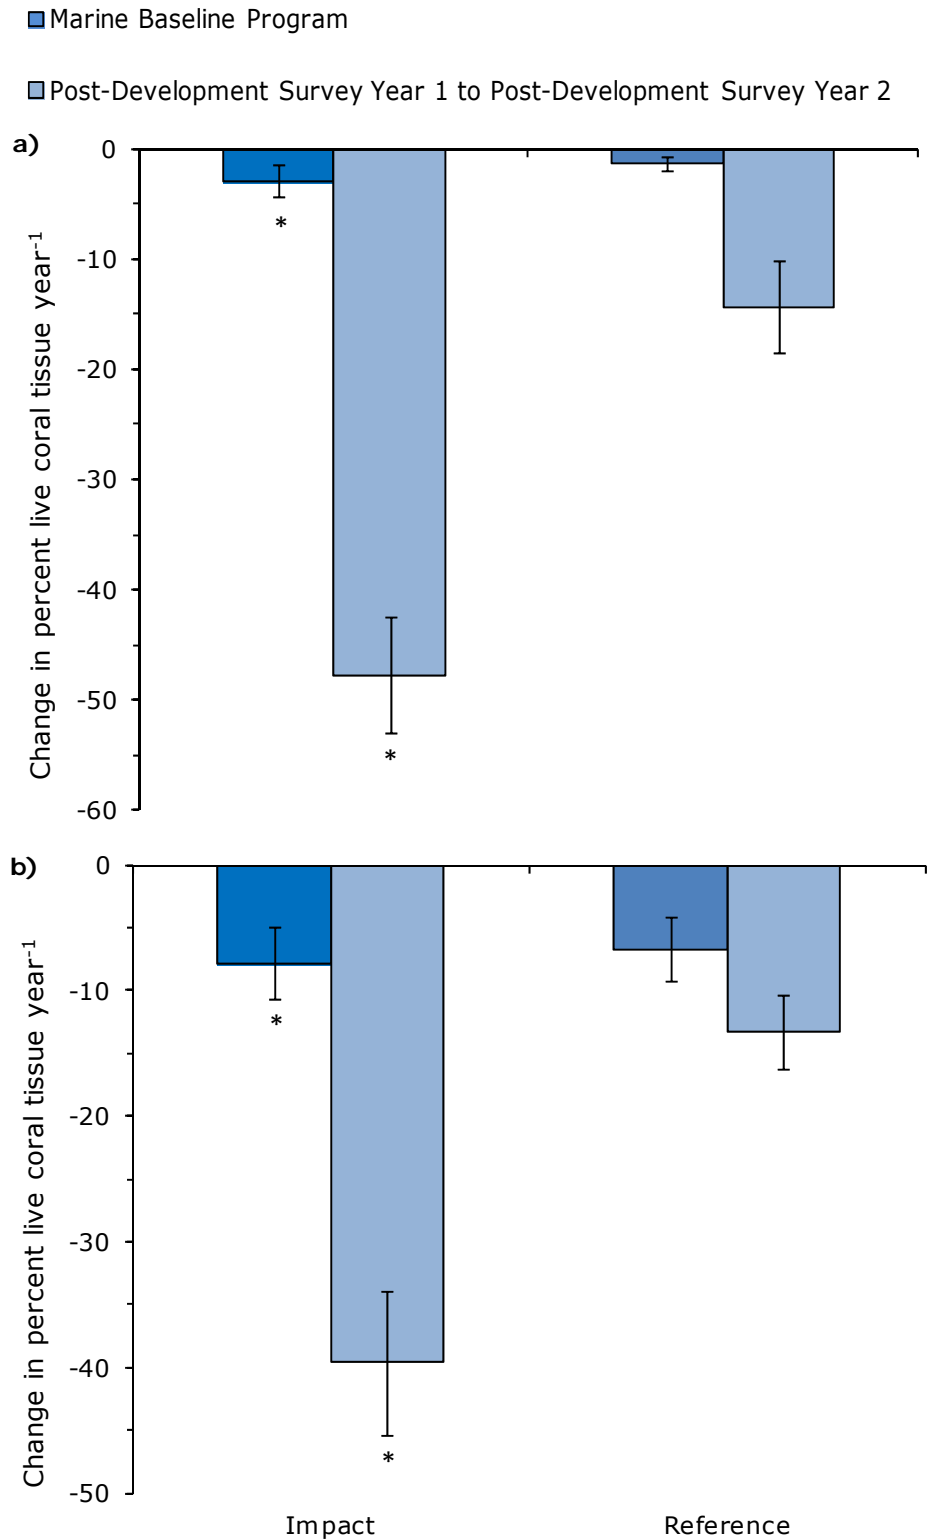 Marine Baseline Program
Post-Development Survey Year 1 to Post-Development Survey Year 2
a)
Change in percent live coral tissue year-1
0
-10
-20
-30
-40
-50
-60
*
*
b)
Change in percent live coral tissue year-1
0
-10
-20
-30
-40
-50
*
*
Impact Reference